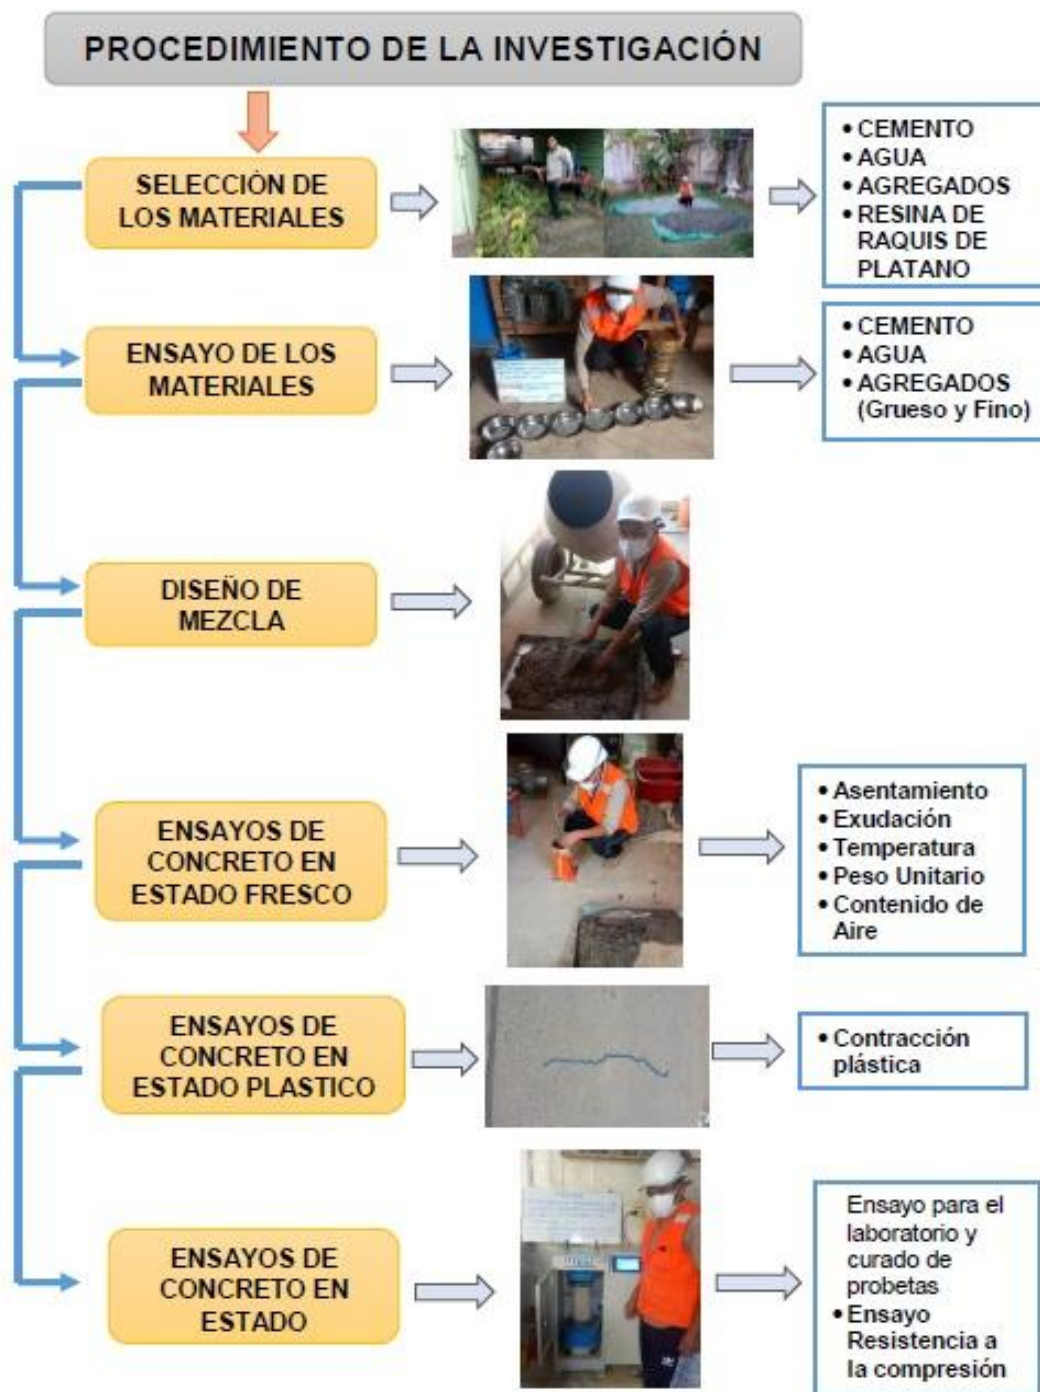 PROCEDIMIENTO DE LA INVESTIGACIÓN
SELECCIÓN DE
LOS MATERIALES
• CEMENTO
• AGUA
• AGREGADOS
• RESINA DE
RAQUIS DE
PLATANO
ENSAYO DE LOS
MATERIALES
• CEMENTO
• AGUA
• AGREGADOS
(Grueso y Fino)
DISEÑO DE
MEZCLA
ENSAYOS DE
CONCRETO EN
ESTADO FRESCO
• Asentamiento
• Exudación
• Temperatura
• Peso Unitario
• Contenido de
Aire
ENSAYOS DE
CONCRETO EN
ESTADO PLASTICO
• Contracción
plástica
ENSAYOS DE
CONCRETO EN
ESTADO
Ensayo para el
laboratorio y
curado de
probetas
• Ensayo
Resistencia a
la compresión